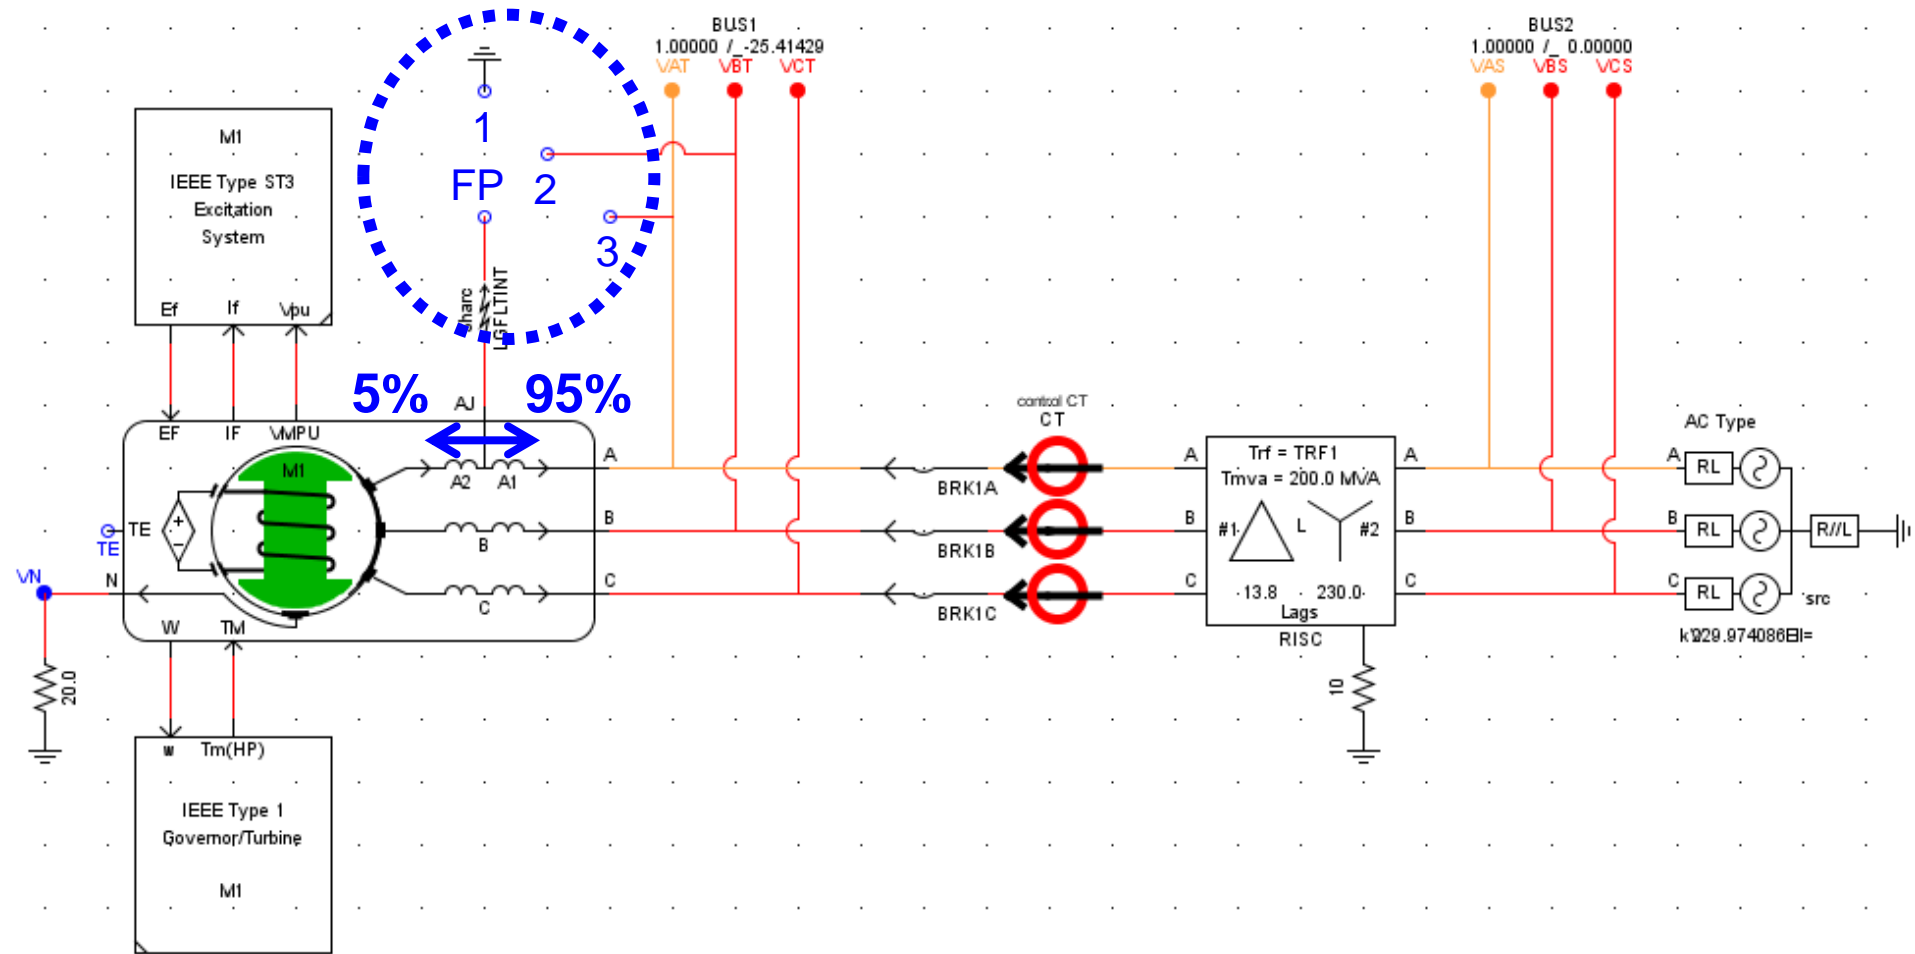 BUS1
1.00000 /_-25.41429
VAT VBT VCT
BUS2
1.00000 /_ 0.00000
VAS VBS VCS
1
FP 2
3
M1
IEEE Type ST3
Excitation
System
Ef If Vpu
sharc
LGFLTINT
5% 95%
AJ
EF IF VMPU
M1
A2 A1
A
B
B
C
C
TE
TE
VN
N
W TM
20.0
w Tm(HP)
IEEE Type 1
Governor/Turbine
M1
control CT
CT
BRK1A
BRK1B
BRK1C
A
B
C
Trf = TRF1
Tmva = 200.0 MVA
#1 L #2
13.8 230.0
Lags
RISC
10
A
B
C
AC Type
A RL
B RL R//L
C RL
src